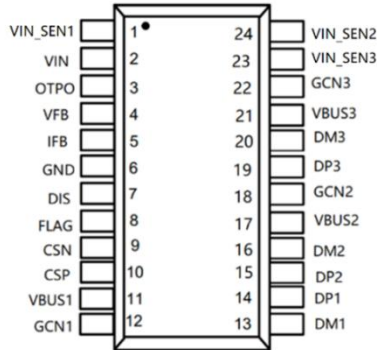 VIN_SEN1 1 24 VIN_SEN2
VIN 2 23 VIN_SEN3
OTPO 3 22 GCN3
VFB 4 21 VBUS3
IFB 5 20 DM3
GND 6 19 DP3
DIS 7 18 GCN2
FLAG 8 17 VBUS2
CSN 9 16 DM2
CSP 10 15 DP2
VBUS1 11 14 DP1
GCN1 12 13 DM1